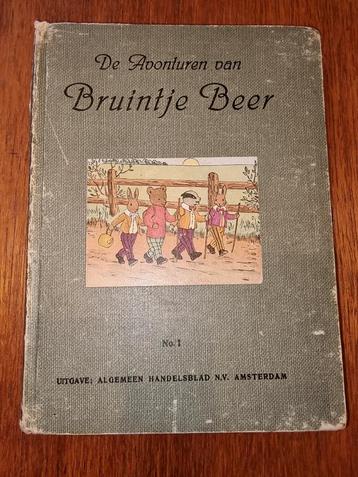 De Avonturen van
Bruintje Beer
No. 1
UITGAVE: ALGEMEEN HANDELSBLAD N.V. AMSTERDAM